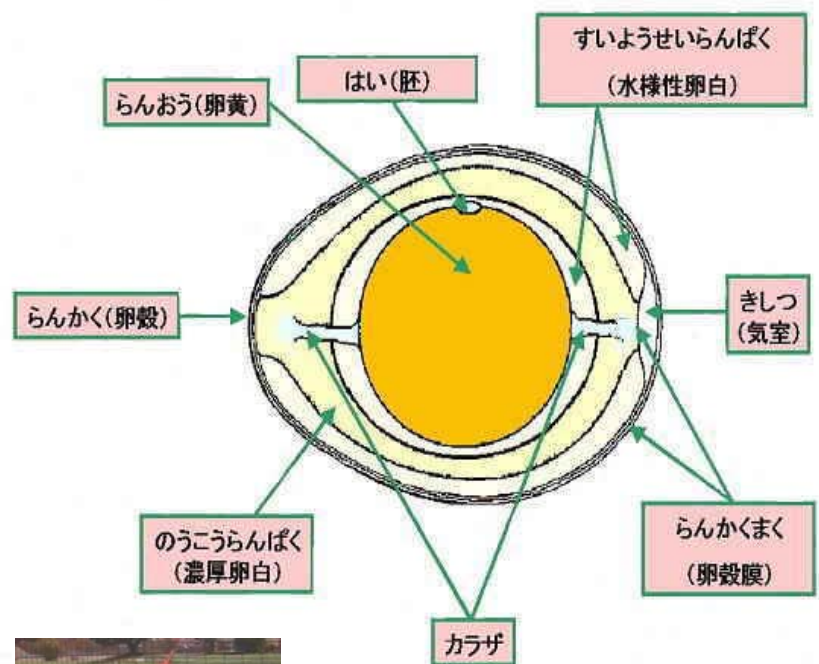 すいようせいらんぱく
(水様性卵白)
はい(胚)
らんおう(卵黄)
らんかく(卵殻)
きしつ
(気室)
のうこうらんぱく
(濃厚卵白)
らんかくまく
(卵殻膜)
カラザ